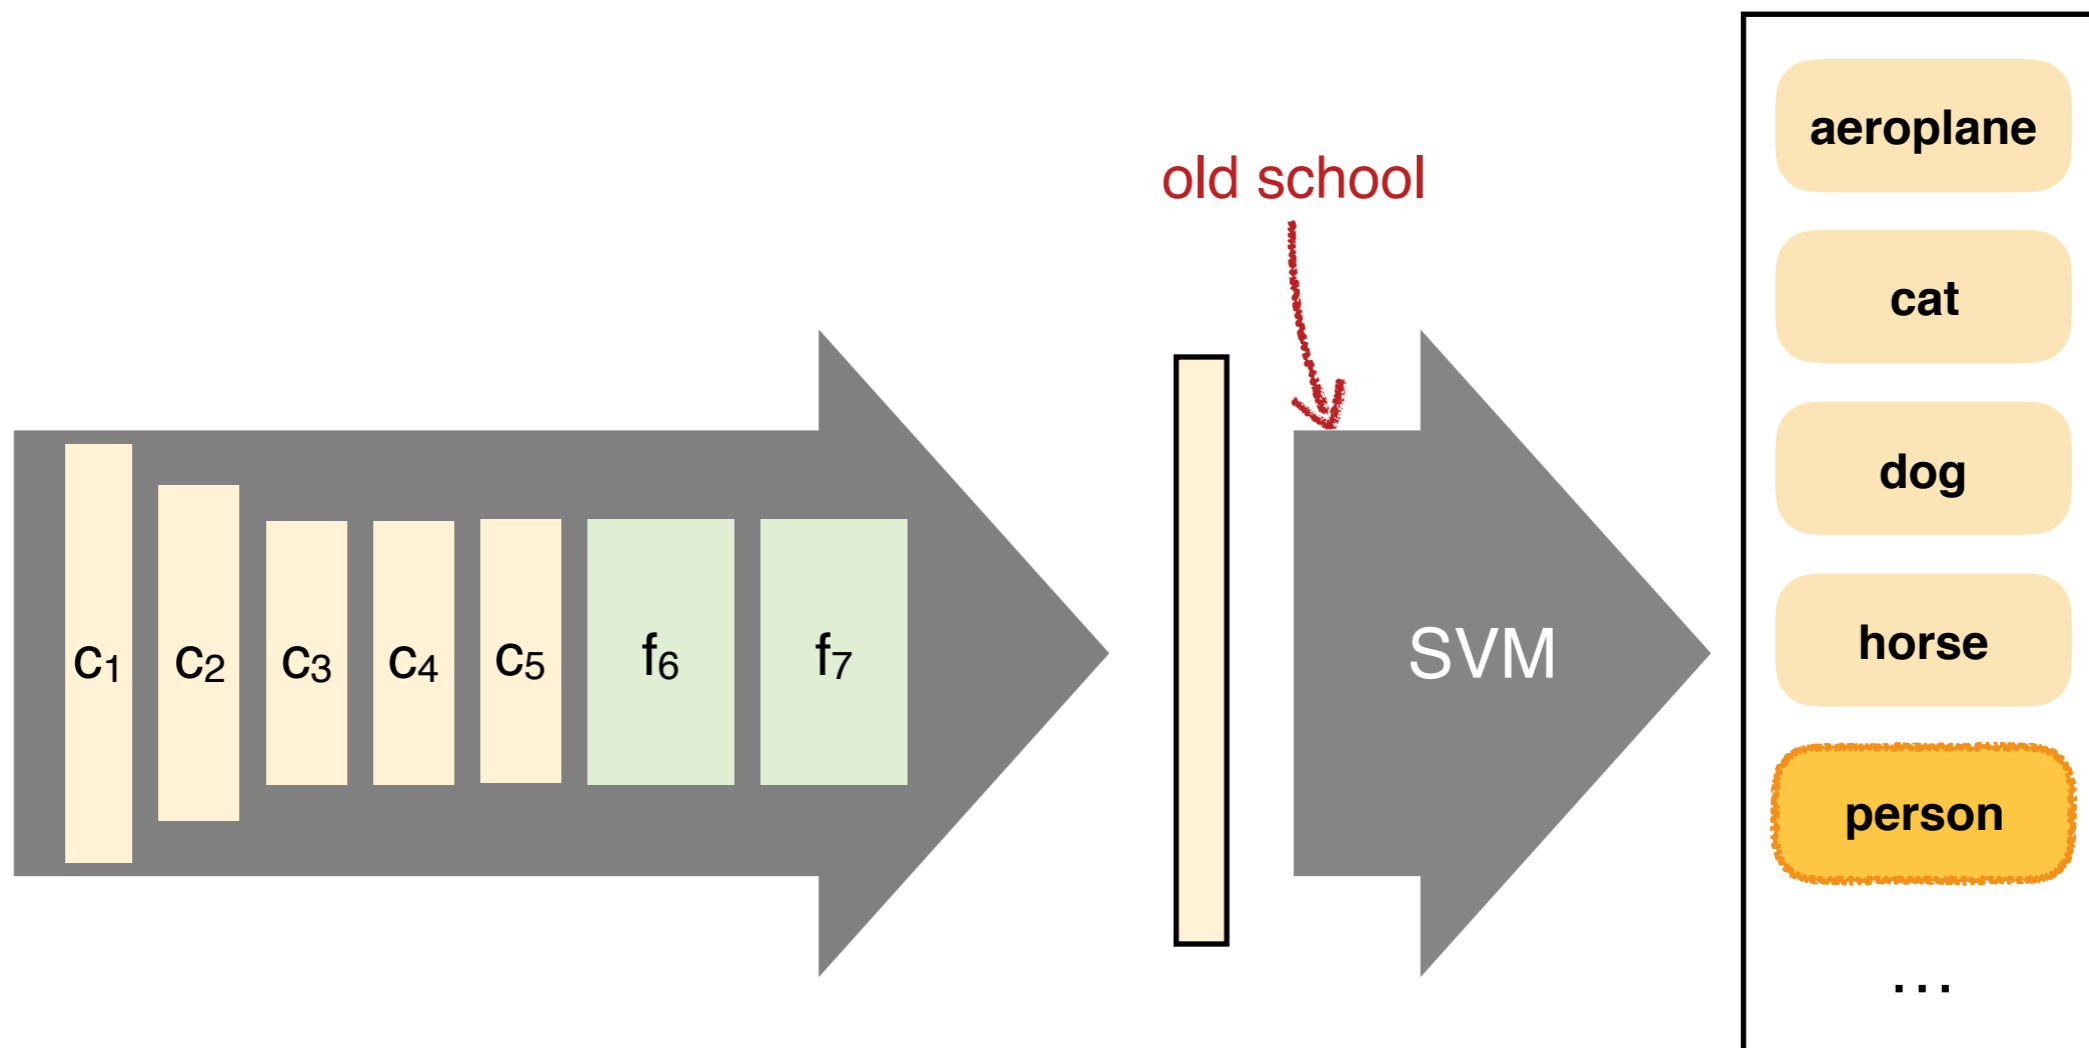 old school
c₁ c₂ c₃ c₄ c₅ f₆ f₇
SVM
aeroplane
cat
dog
horse
person
...